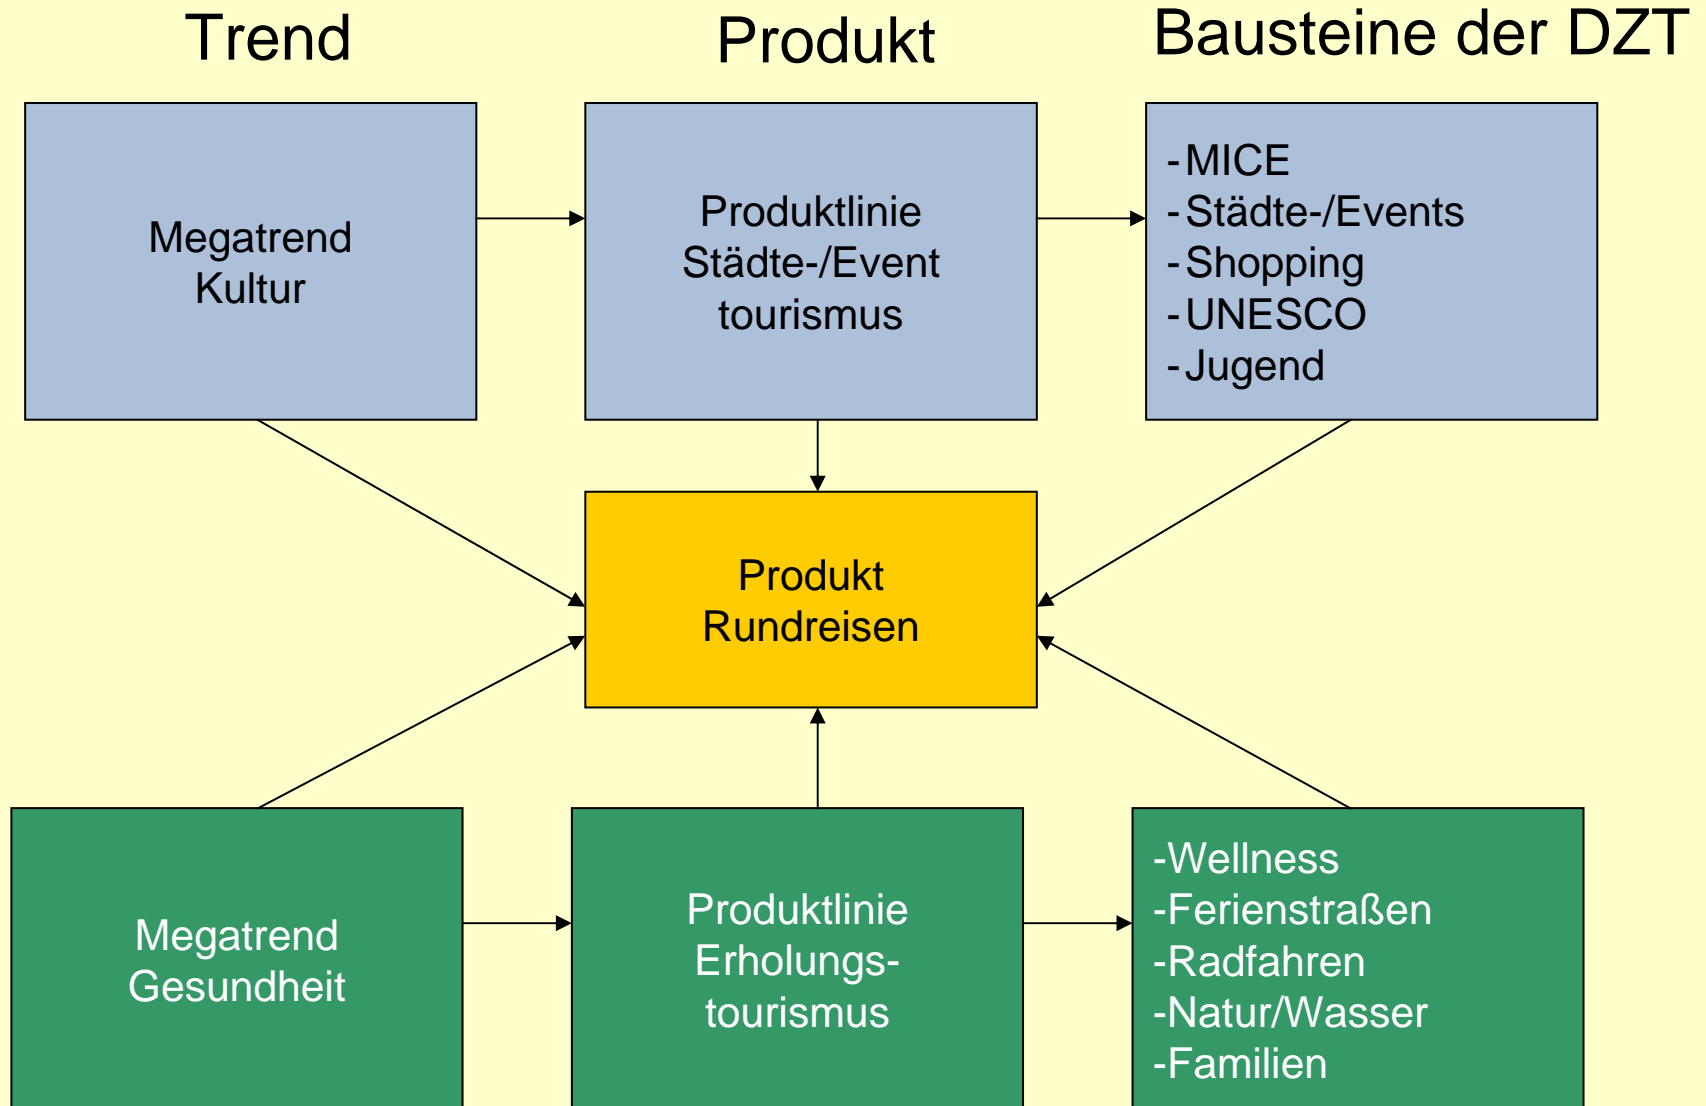 Trend
Produkt
Bausteine der DZT
Megatrend
Kultur
Produktlinie
Städte-/Event
tourismus
-MICE
-Städte-/Events
-Shopping
-UNESCO
-Jugend
Produkt
Rundreisen
Megatrend
Gesundheit
Produktlinie
Erholungs-
tourismus
-Wellness
-Ferienstraßen
-Radfahren
-Natur/Wasser
-Familien